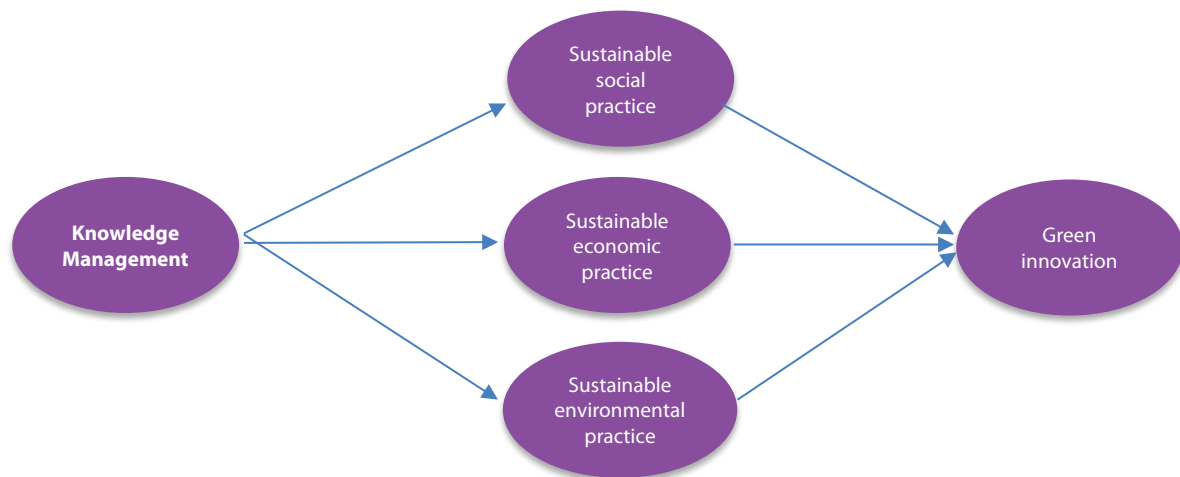 Sustainable
social
practice
Knowledge
Management
Sustainable
economic
practice
Green
innovation
Sustainable
environmental
practice